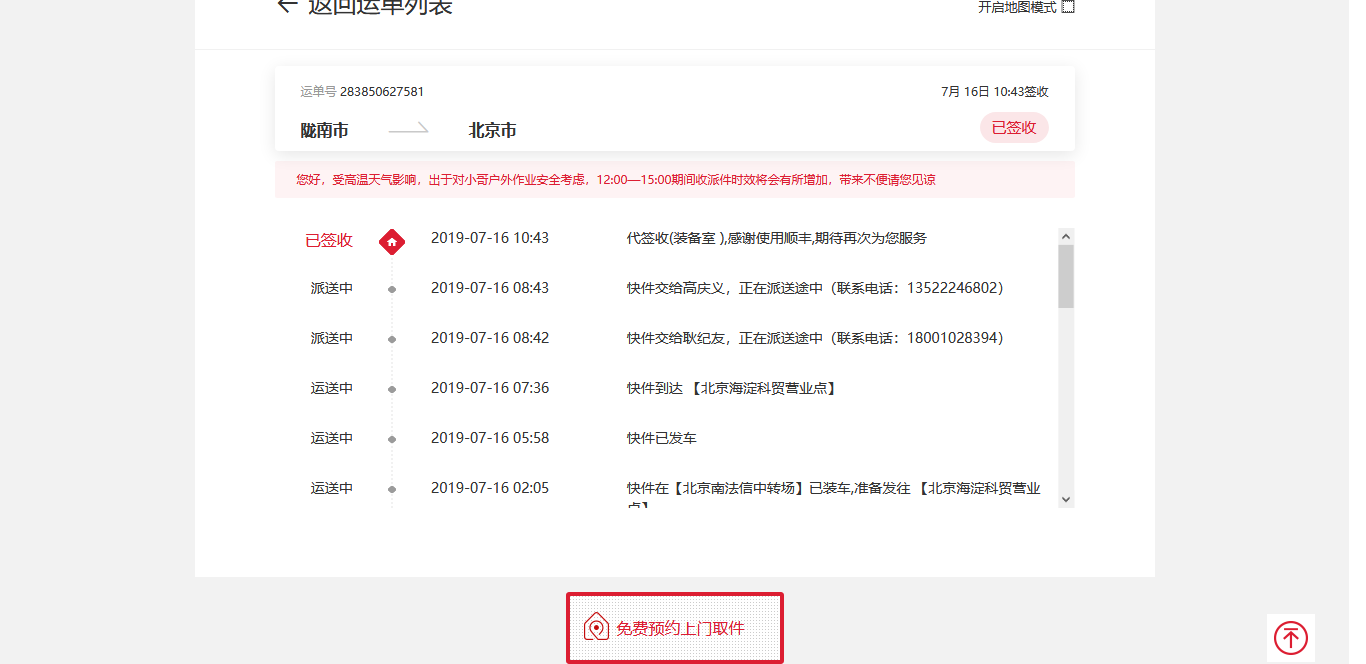 返回运单列表
开启地图模式
运单号 283850627581
7月 16日 10:43签收
陇南市
北京市
已签收
您好，受高温天气影响，出于对小哥户外作业安全考虑，12:00—15:00期间收派件时效将会有所增加，带来不便请您见谅
已签收 2019-07-16 10:43 代签收(装备室 ),感谢使用顺丰,期待再次为您服务
派送中 2019-07-16 08:43 快件交给高庆义，正在派送途中（联系电话：13522246802）
派送中 2019-07-16 08:42 快件交给耿纪友，正在派送途中（联系电话：18001028394）
运送中 2019-07-16 07:36 快件到达 【北京海淀科贸营业点】
运送中 2019-07-16 05:58 快件已发车
运送中 2019-07-16 02:05 快件在【北京南法信中转场】已装车,准备发往 【北京海淀科贸营业
点】
免费预约上门取件